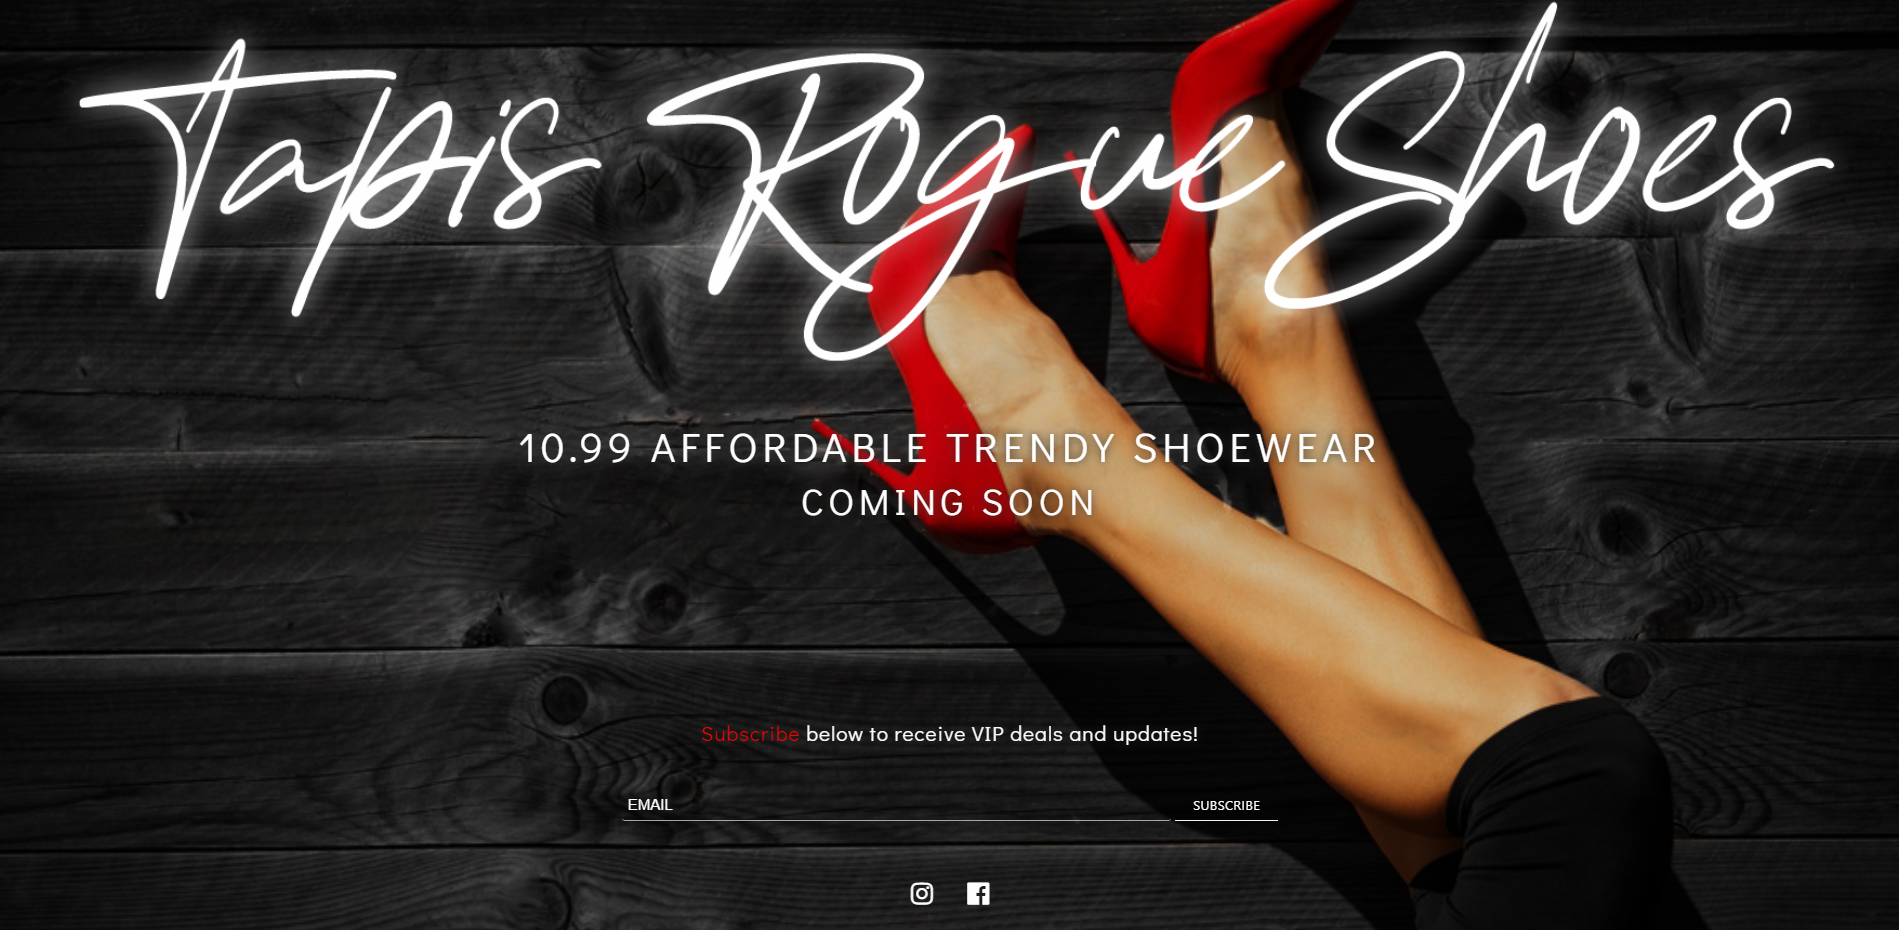 Tapis Rogue Shoes
10.99 AFFORDABLE TRENDY SHOEWEAR
COMING SOON
Subscribe below to receive VIP deals and updates!
EMAIL
SUBSCRIBE